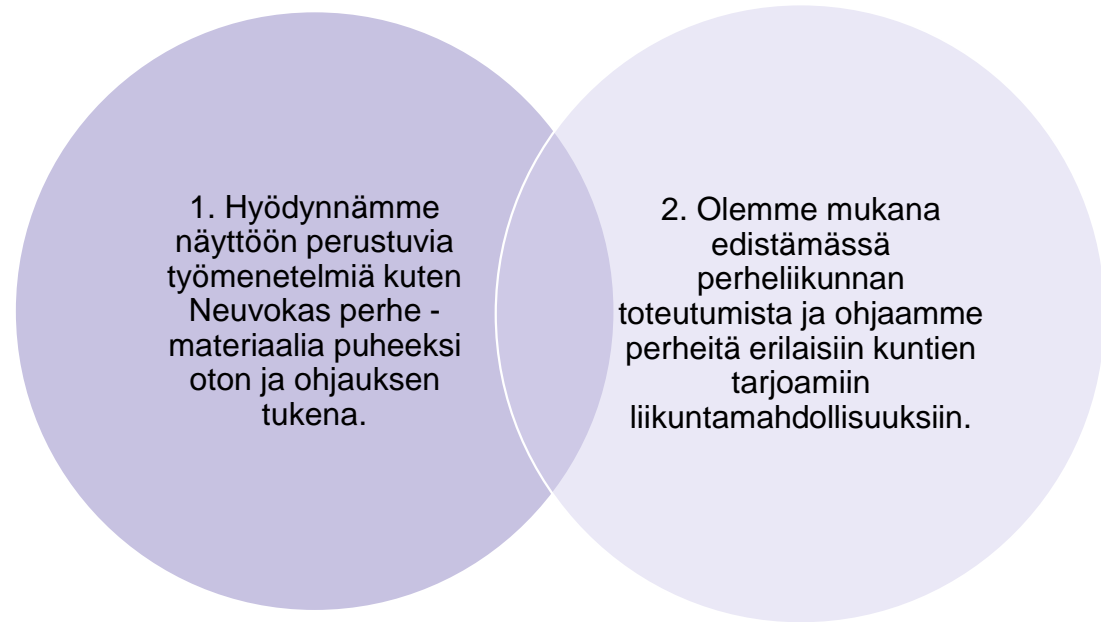 1. Hyödynnämme
näyttöön perustuvia
työmenetelmiä kuten
Neuvokas perhe -
materiaalia puheeksi
oton ja ohjauksen
tukena.
2. Olemme mukana
edistämässä
perheliikunnan
toteutumista ja ohjaamme
perheitä erilaisiin kuntien
tarjoamiin
liikuntamahdollisuuksiin.